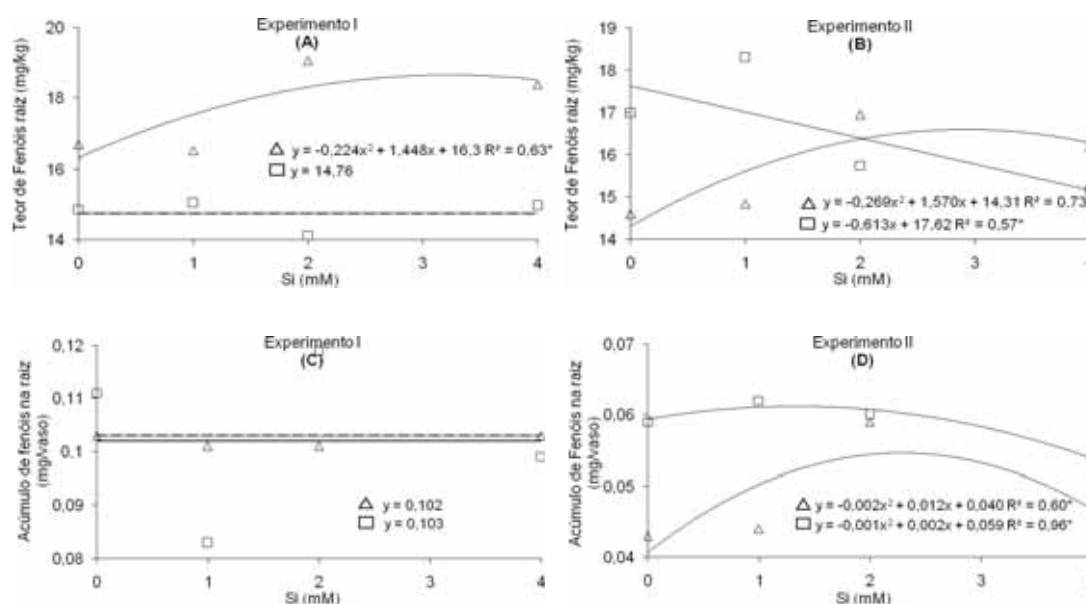 Experimento I
(A)
Teor de Fenóis raiz (mg/kg)
20
18
16
14
△ y = -0,224x² + 1,448x + 16,3 R² = 0,63*
□ y = 14,76
0 1 2 3 4
Si (mM)
Experimento II
(B)
Teor de Fenóis raiz (mg/kg)
19
18
17
16
15
14
△ y = -0,269x² + 1,570x + 14,31 R² = 0,73
□ y = -0,613x + 17,62 R² = 0,57*
0 1 2 3
Si (mM)
Experimento I
(C)
Acúmulo de fenóis na raiz
(mg/vaso)
0,12
0,11
0,1
0,09
0,08
△ y = 0,102
□ y = 0,103
0 1 2 3 4
Si (mM)
Experimento II
(D)
Acúmulo de Fenóis na raiz
(mg/vaso)
0,07
0,06
0,05
0,04
△ y = -0,002x² + 0,012x + 0,040 R² = 0,60*
□ y = -0,001x² + 0,002x + 0,059 R² = 0,96*
0 1 2 3
Si (mM)